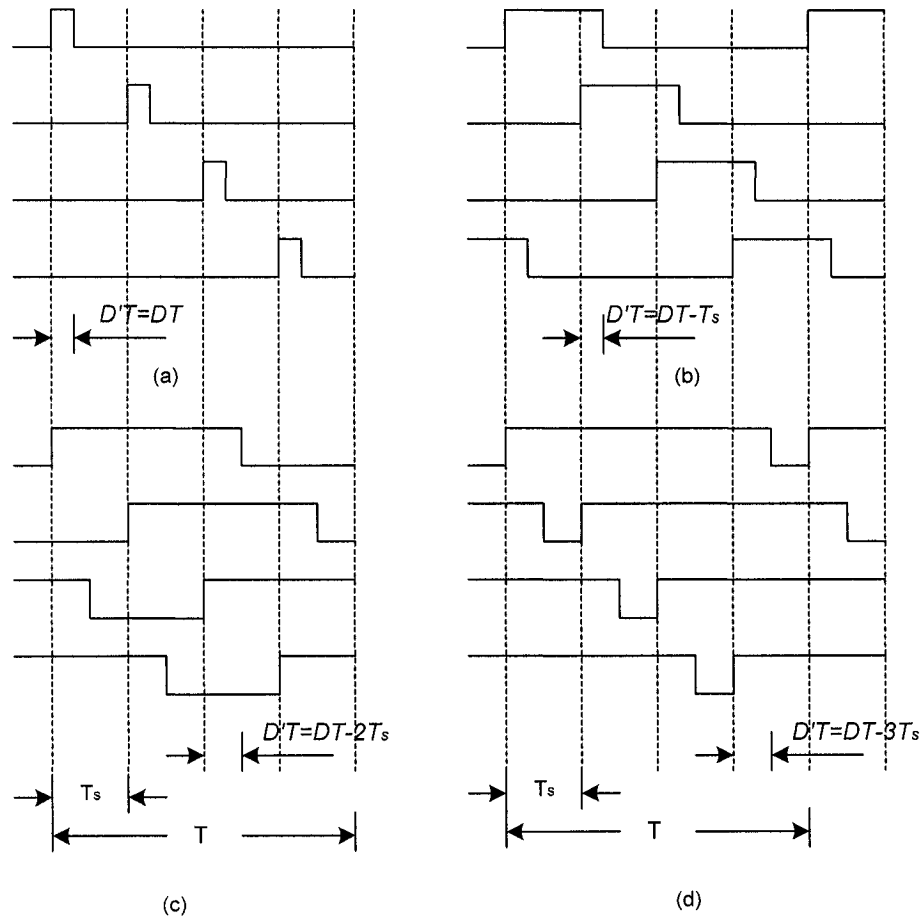 D'T=DT
(a)
D'T=DT-Ts
(b)
D'T=DT-2Ts
Ts
T
(c)
D'T=DT-3Ts
Ts
T
(d)